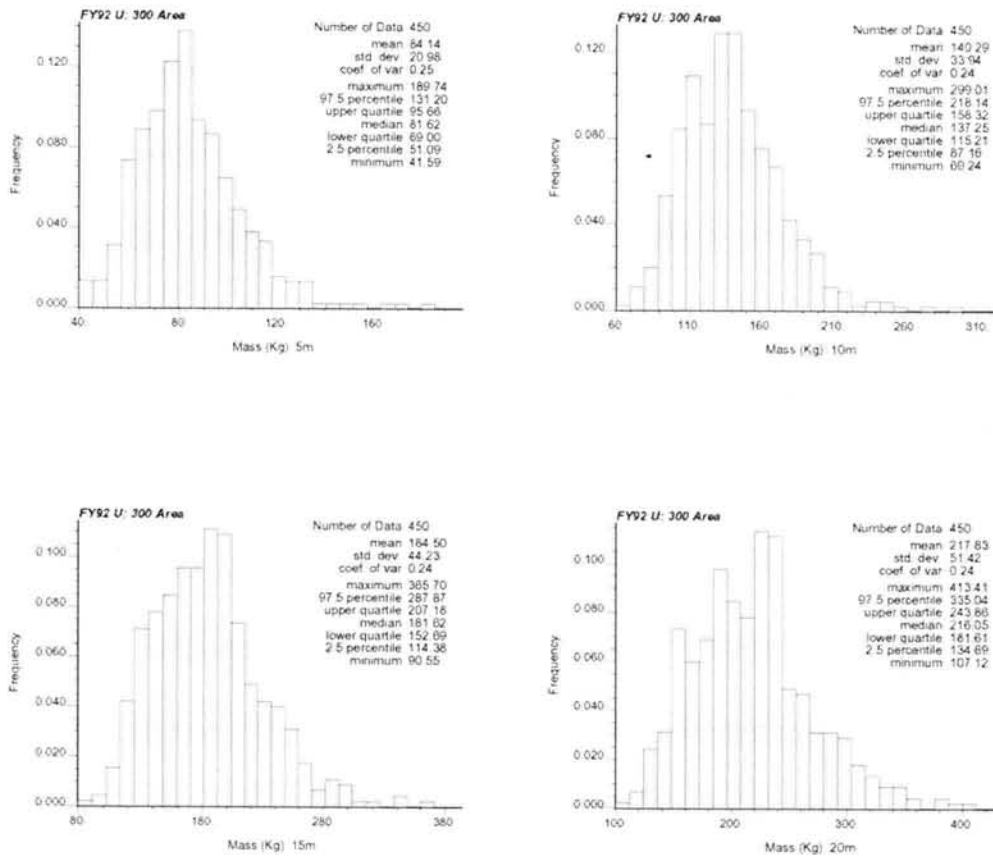 FY92 U: 300 Area
Number of Data 450
mean 84.14
std. dev. 20.98
coef. of var 0.25
maximum 189.74
97.5 percentile 131.20
upper quartile 95.66
median 81.62
lower quartile 69.00
2.5 percentile 51.09
minimum 41.59
Frequency
0.120
0.080
0.040
0.000
40. 80. 120. 160.
Mass (Kg) 5m
FY92 U: 300 Area
Number of Data 450
mean 140.29
std. dev. 33.94
coef. of var 0.24
maximum 299.01
97.5 percentile 218.14
upper quartile 158.32
median 137.25
lower quartile 115.21
2.5 percentile 87.16
minimum 69.24
Frequency
0.120
0.080
0.040
0.000
60. 110. 160. 210. 260. 310.
Mass (Kg) 10m
FY92 U: 300 Area
Number of Data 450
mean 184.50
std. dev. 44.23
coef. of var 0.24
maximum 365.70
97.5 percentile 287.87
upper quartile 207.18
median 181.62
lower quartile 152.69
2.5 percentile 114.38
minimum 90.55
Frequency
0.100
0.080
0.060
0.040
0.020
0.000
80 180 280 380
Mass (Kg) 15m
FY92 U: 300 Area
Number of Data 450
mean 217.83
std. dev. 51.42
coef. of var 0.24
maximum 413.41
97.5 percentile 335.04
upper quartile 243.86
median 216.05
lower quartile 181.61
2.5 percentile 134.69
minimum 107.12
Frequency
0.100
0.080
0.060
0.040
0.020
0.000
100 200 300 400
Mass (Kg) 20m